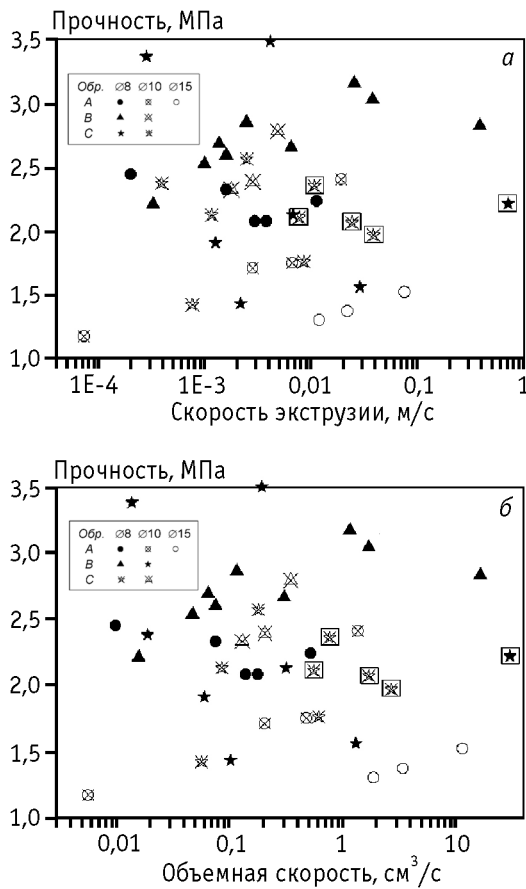 Прочность, МПа
а
3,5
Обр. ∅8 ∅10 ∅15
A
B
C
3,0
2,5
2,0
1,5
1,0
1E-4 1E-3 0,01 0,1 1
Скорость экструзии, м/с
Прочность, МПа
б
3,5
Обр. ∅8 ∅10 ∅15
A
B
C
3,0
2,5
2,0
1,5
1,0
0,01 0,1 1 10
Объемная скорость, см³/с